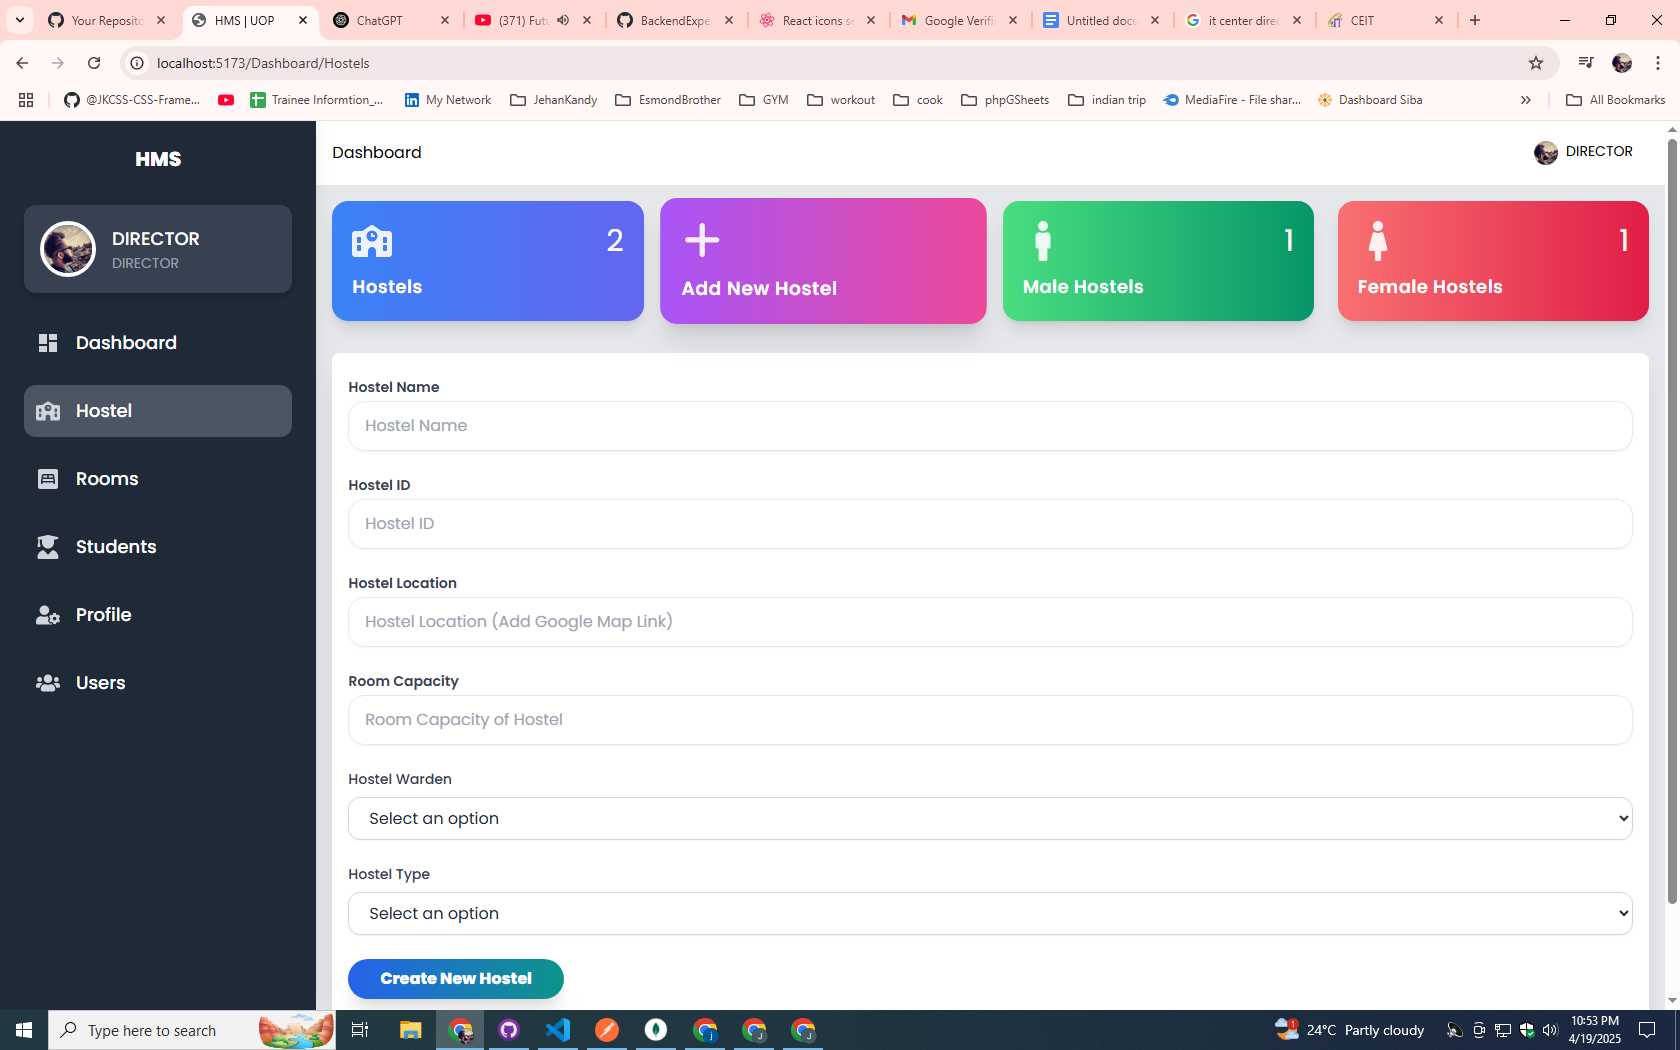 Your Reposito
HMS | UOP
ChatGPT
(371) Futu
BackendExpe
React icons se
Google Verific
Untitled docu
it center direc
CEIT
localhost:5173/Dashboard/Hostels
@JKCSS-CSS-Frame...
Trainee Informtion_...
My Network
JehanKandy
EsmondBrother
GYM
workout
cook
phpGSheets
indian trip
MediaFire - File shar...
Dashboard Siba
All Bookmarks
HMS
DIRECTOR
DIRECTOR
Dashboard
Hostel
Rooms
Students
Profile
Users
Dashboard
DIRECTOR
2
Hostels
Add New Hostel
1
Male Hostels
1
Female Hostels
Hostel Name
Hostel Name
Hostel ID
Hostel ID
Hostel Location
Hostel Location (Add Google Map Link)
Room Capacity
Room Capacity of Hostel
Hostel Warden
Select an option
Hostel Type
Select an option
Create New Hostel
Type here to search
1
24°C Partly cloudy
10:53 PM
4/19/2025